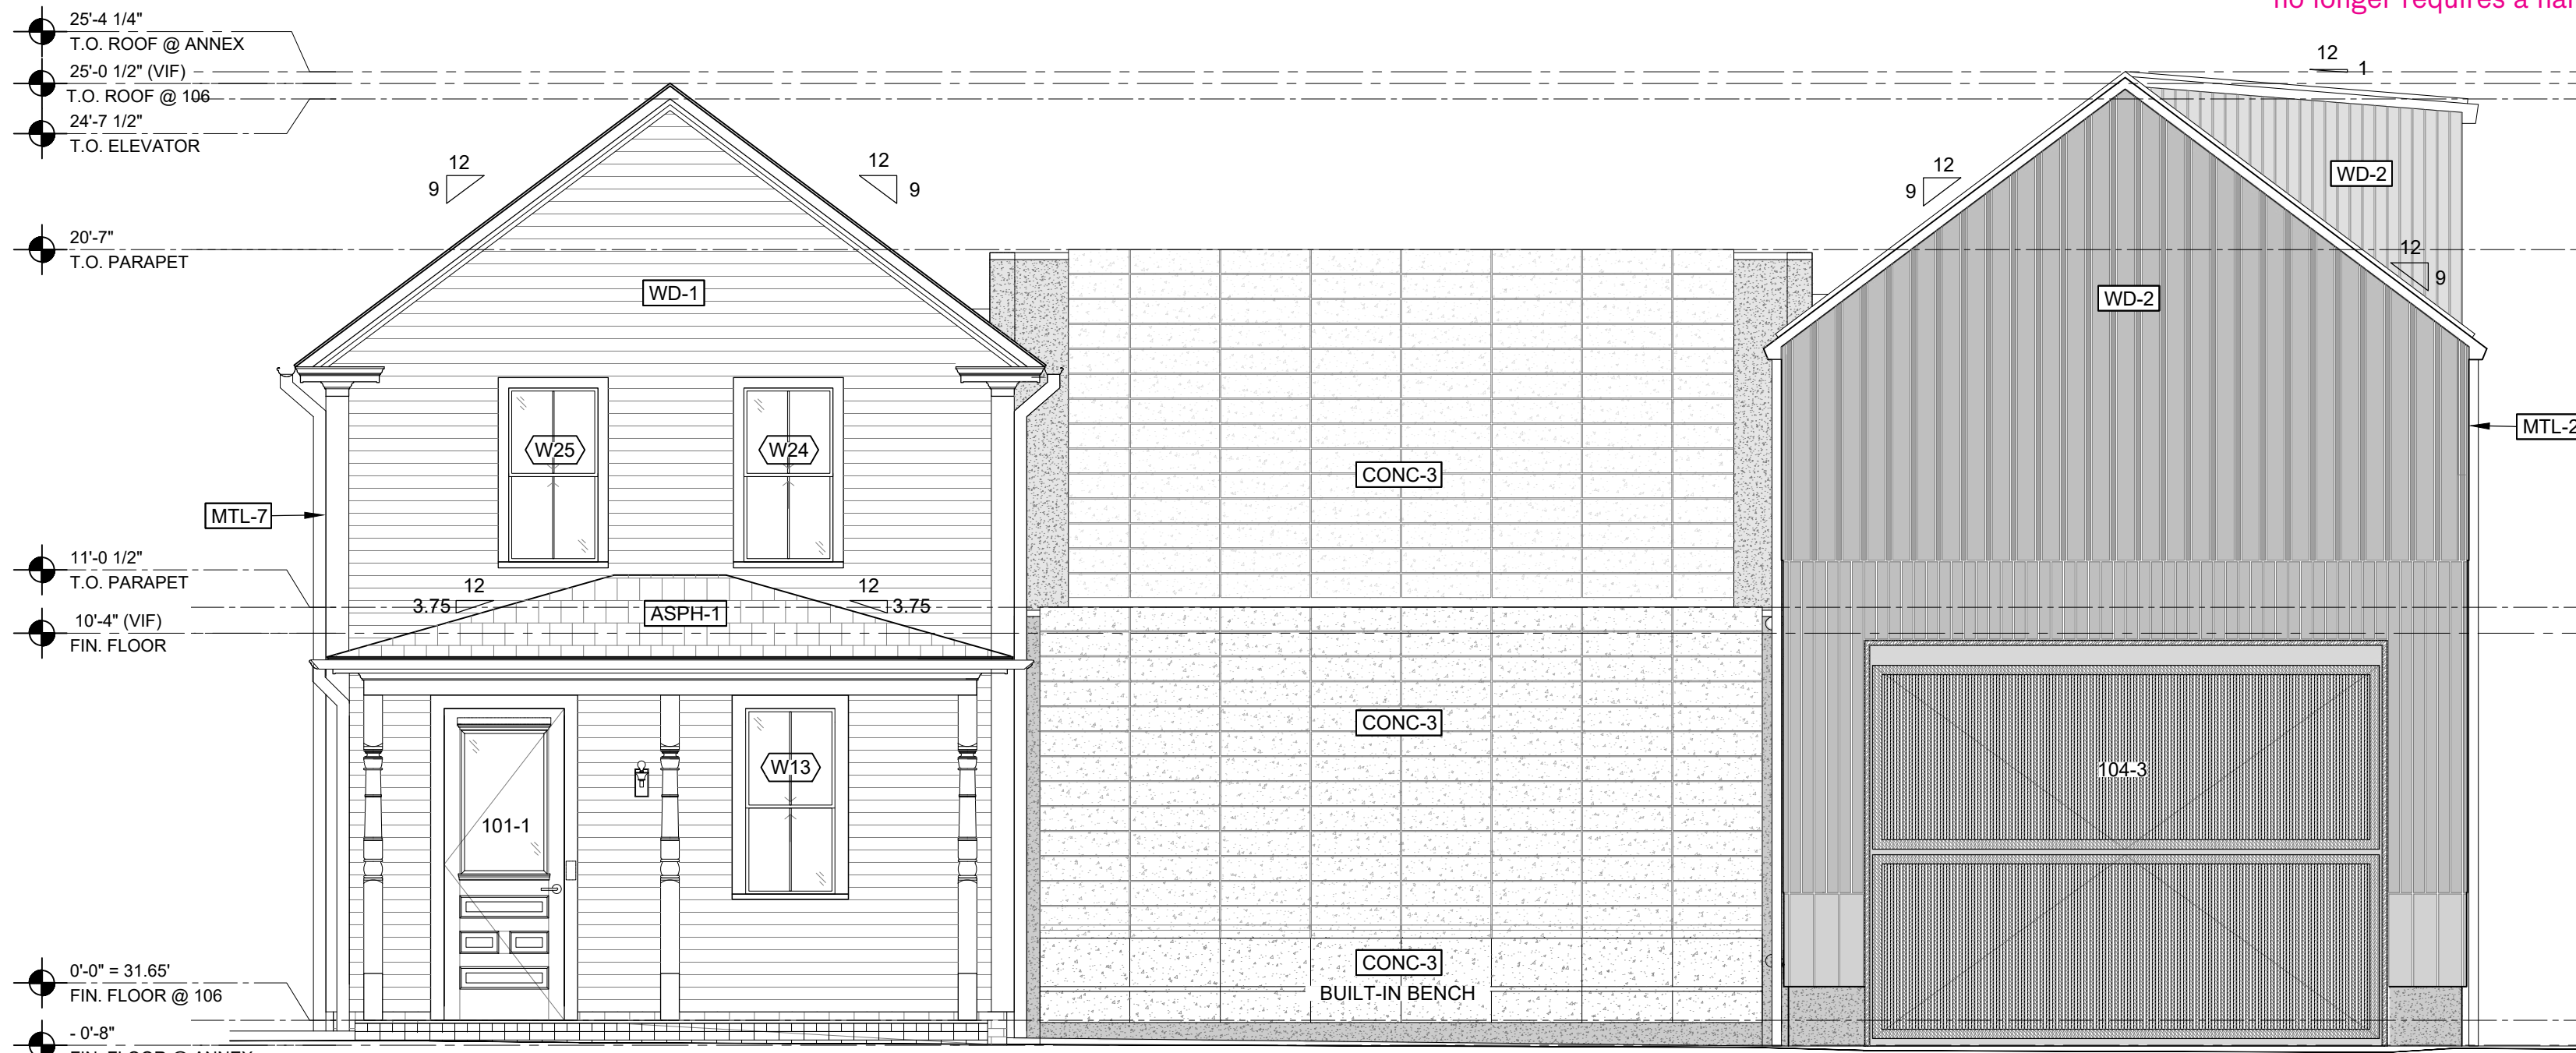 no longer requires a
25'-4 1/4"
T.O. ROOF @ ANNEX
25'-0 1/2" (VIF)
T.O. ROOF @ 106
24'-7 1/2"
T.O. ELEVATOR
12
1
12
9
12
9
12
9
WD-2
20'-7"
T.O. PARAPET
12
9
WD-1
WD-2
W25
W24
MTL-2
CONC-3
MTL-7
11'-0 1/2"
T.O. PARAPET
12
3.75
12
3.75
ASPH-1
10'-4" (VIF)
FIN. FLOOR
CONC-3
W13
104-3
101-1
CONC-3
BUILT-IN BENCH
0'-0" = 31.65'
FIN. FLOOR @ 106
- 0'-8"
FIN. FLOOR @ ANNEX